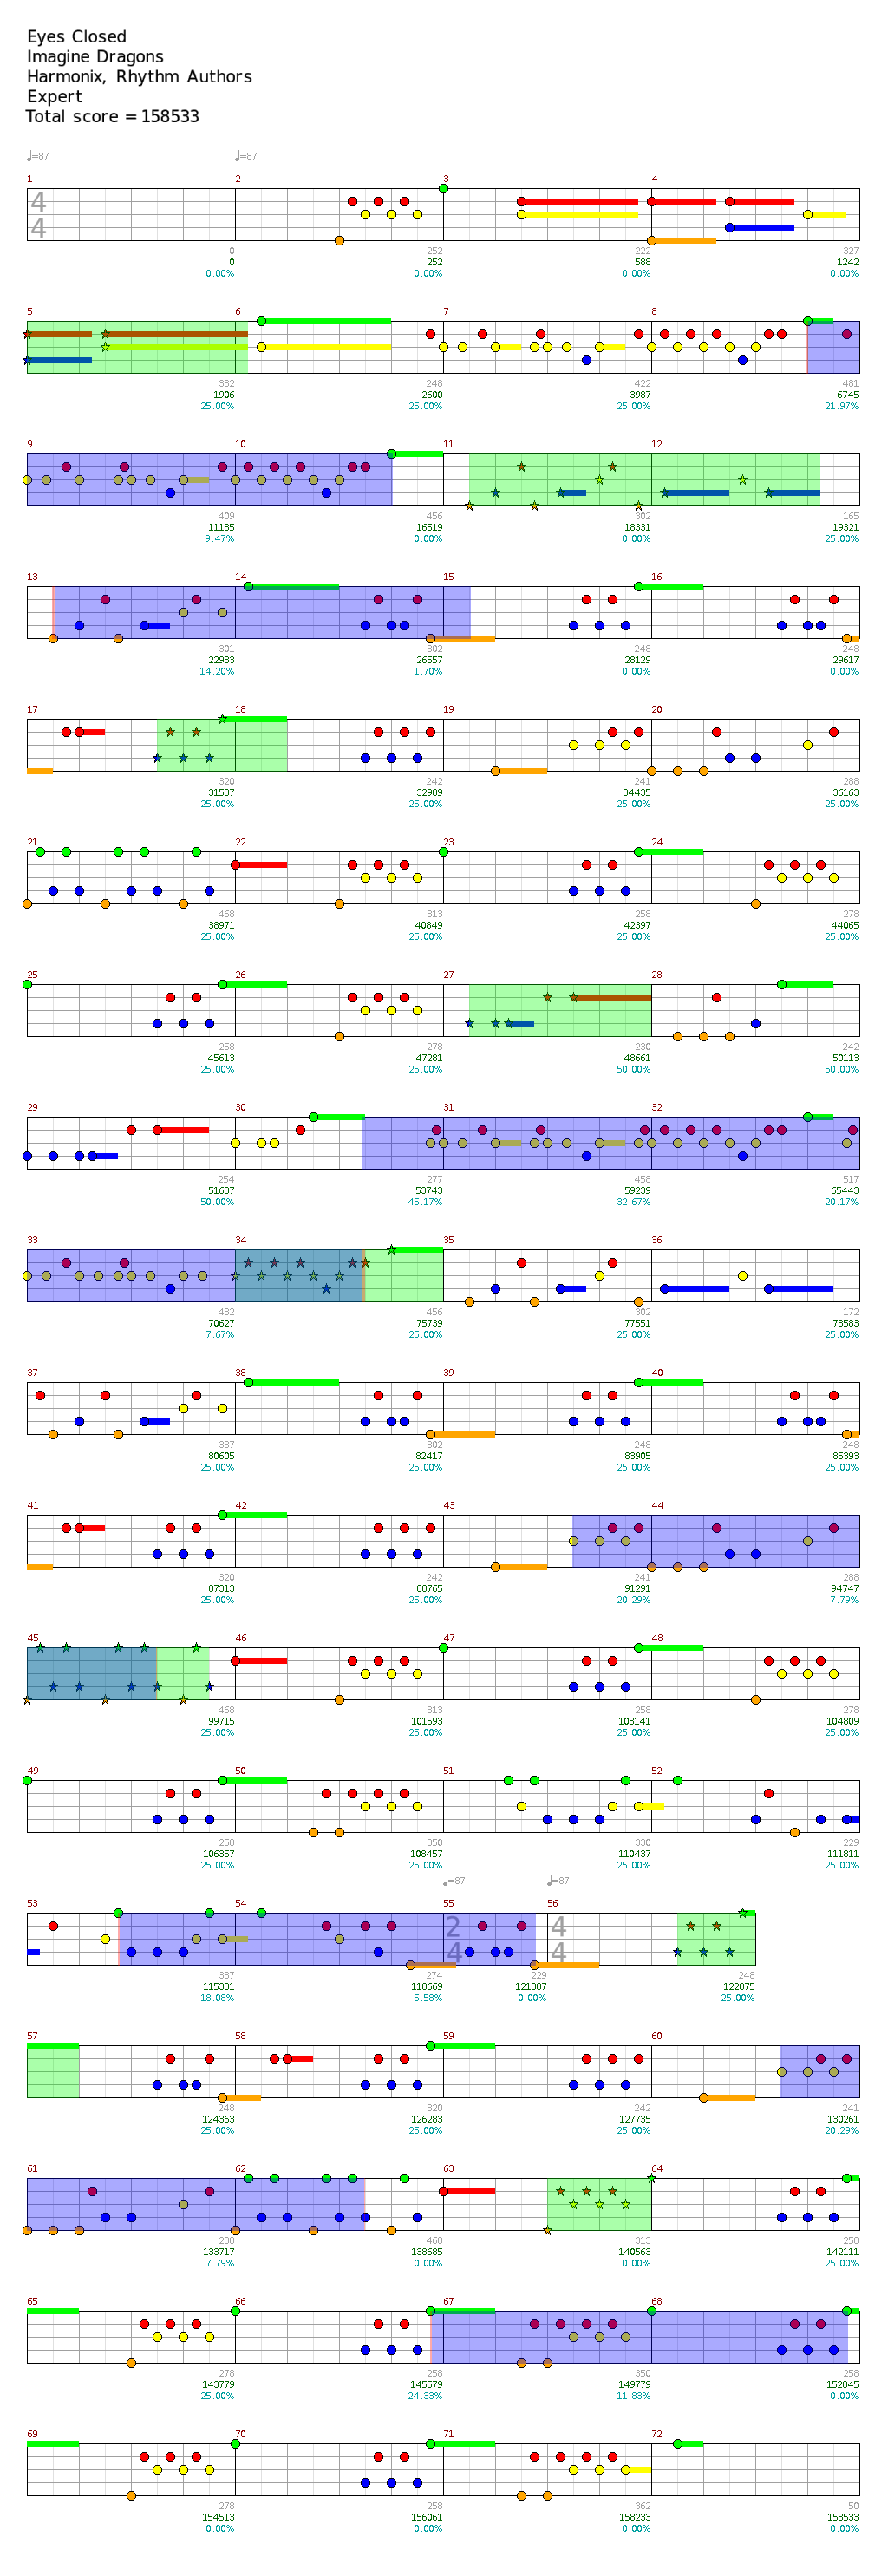 Eyes Closed
Imagine Dragons
Harmonix, Rhythm Authors
Expert
Total score = 158533
♩=87 ♩=87
1 2 3 4
4
4
0 252 222 327
0 252 588 1242
0.00% 0.00% 0.00% 0.00%
5 6 7 8
332 248 422 481
1906 2600 3987 6745
25.00% 25.00% 25.00% 21.97%
9 10 11 12
409 456 302 165
11185 16519 18331 19321
9.47% 0.00% 0.00% 25.00%
13 14 15 16
301 302 248 248
22933 26557 28129 29617
14.20% 1.70% 0.00% 0.00%
17 18 19 20
320 242 241 288
31537 32989 34435 36163
25.00% 25.00% 25.00% 25.00%
21 22 23 24
468 313 258 278
38971 40849 42397 44065
25.00% 25.00% 25.00% 25.00%
25 26 27 28
258 278 230 242
45613 47281 48661 50113
25.00% 25.00% 50.00% 50.00%
29 30 31 32
254 277 458 517
51637 53743 59239 65443
50.00% 45.17% 32.67% 20.17%
33 34 35 36
432 456 302 172
70627 75739 77551 78583
7.67% 25.00% 25.00% 25.00%
37 38 39 40
337 302 248 248
80605 82417 83905 85393
25.00% 25.00% 25.00% 25.00%
41 42 43 44
320 242 241 288
87313 88765 91291 94747
25.00% 25.00% 20.29% 7.79%
45 46 47 48
468 313 258 278
99715 101593 103141 104809
25.00% 25.00% 25.00% 25.00%
49 50 51 52
258 350 330 229
106357 108457 110437 111811
25.00% 25.00% 25.00% 25.00%
♩=87 ♩=87
53 54 55 56
2 4
4 4
337 274 229 248
115381 118669 121387 122875
18.08% 5.58% 0.00% 25.00%
57 58 59 60
248 320 242 241
124363 126283 127735 130261
25.00% 25.00% 25.00% 20.29%
61 62 63 64
288 468 313 258
133717 138685 140563 142111
7.79% 0.00% 0.00% 25.00%
65 66 67 68
278 258 350 258
143779 145579 149779 152845
25.00% 24.33% 11.83% 0.00%
69 70 71 72
278 258 362 50
154513 156061 158233 158533
0.00% 0.00% 0.00% 0.00%